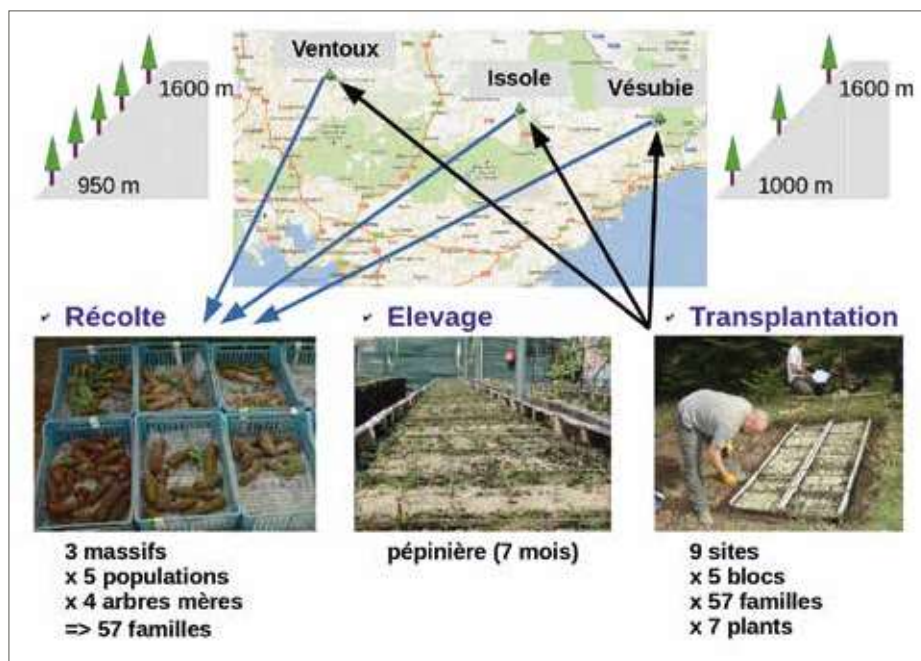 Ventoux
Issole
Vésubie
1600 m
950 m
1600 m
1000 m
✔ Récolte
✔ Elevage
✔ Transplantation
3 massifs
x 5 populations
x 4 arbres mères
=> 57 familles
pépinière (7 mois)
9 sites
x 5 blocs
x 57 familles
x 7 plants